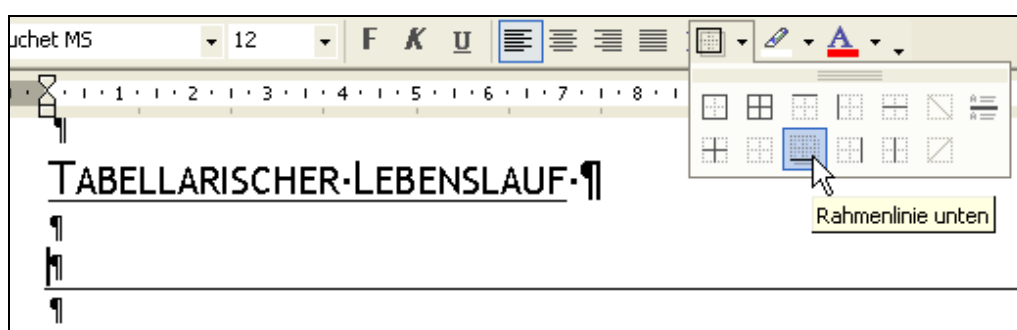 uchet MS 12 F K U A
1 2 3 4 5 6 7 8
¶
TABELLARISCHER·LEBENSLAUF·¶
Rahmenlinie unten
¶
¶
¶